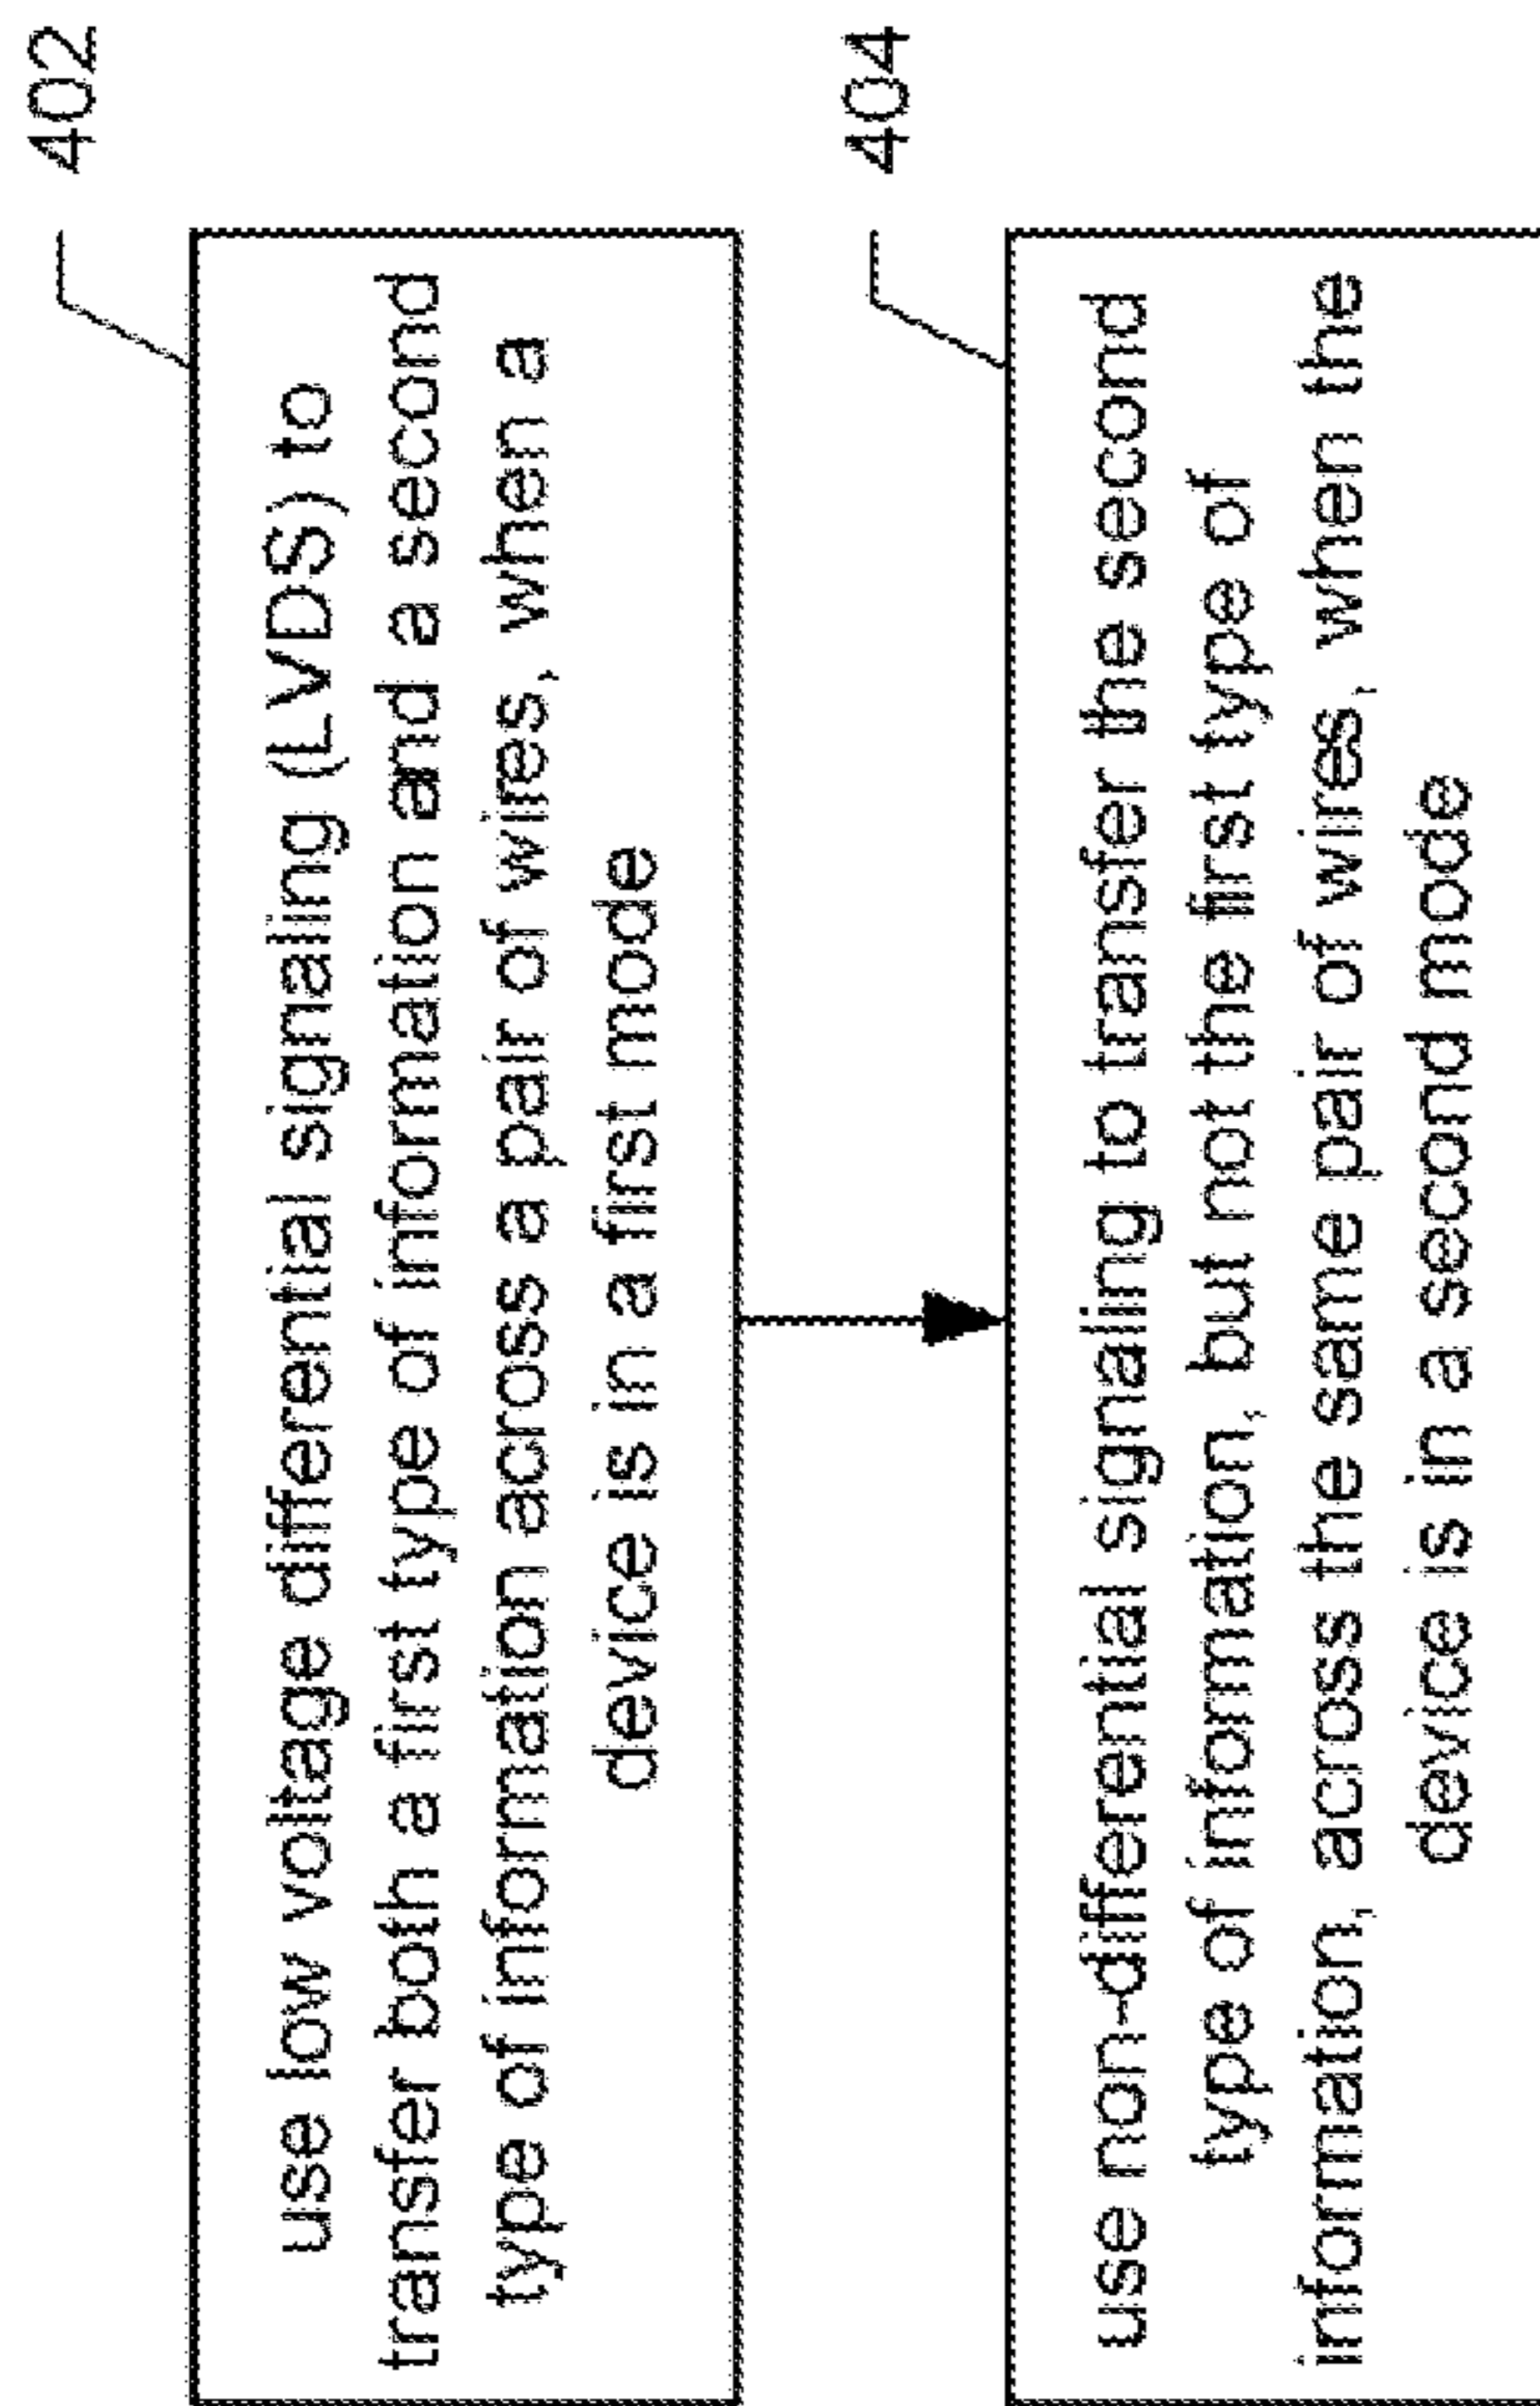 402
use low voltage differential signaling (LVDS) to
transfer both a first type of information and a second
type of information across a pair of wires, when a
device is in a first mode
404
use non-differential signaling to transfer the second
type of information, but not the first type of
information, across the same pair of wires, when the
device is in a second mode